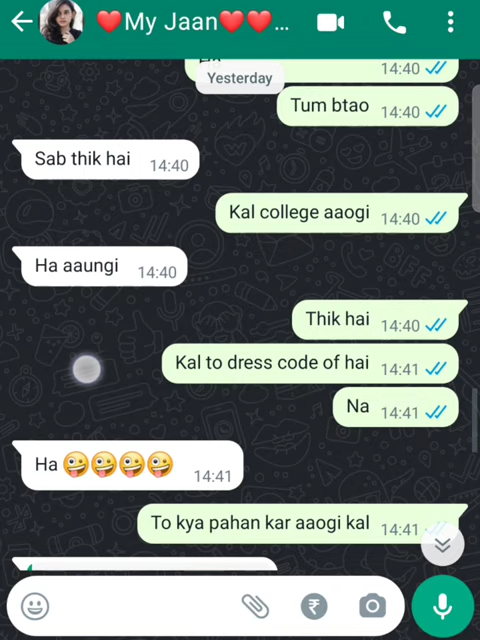 ❤️My Jaan❤️❤️...
14:40
Yesterday
Tum btao 14:40
Sab thik hai 14:40
Kal college aaogi 14:40
Ha aaungi 14:40
Thik hai 14:40
Kal to dress code of hai 14:41
Na 14:41
Ha 🤪🤪🤪🤪 14:41
To kya pahan kar aaogi kal 14:41
₹